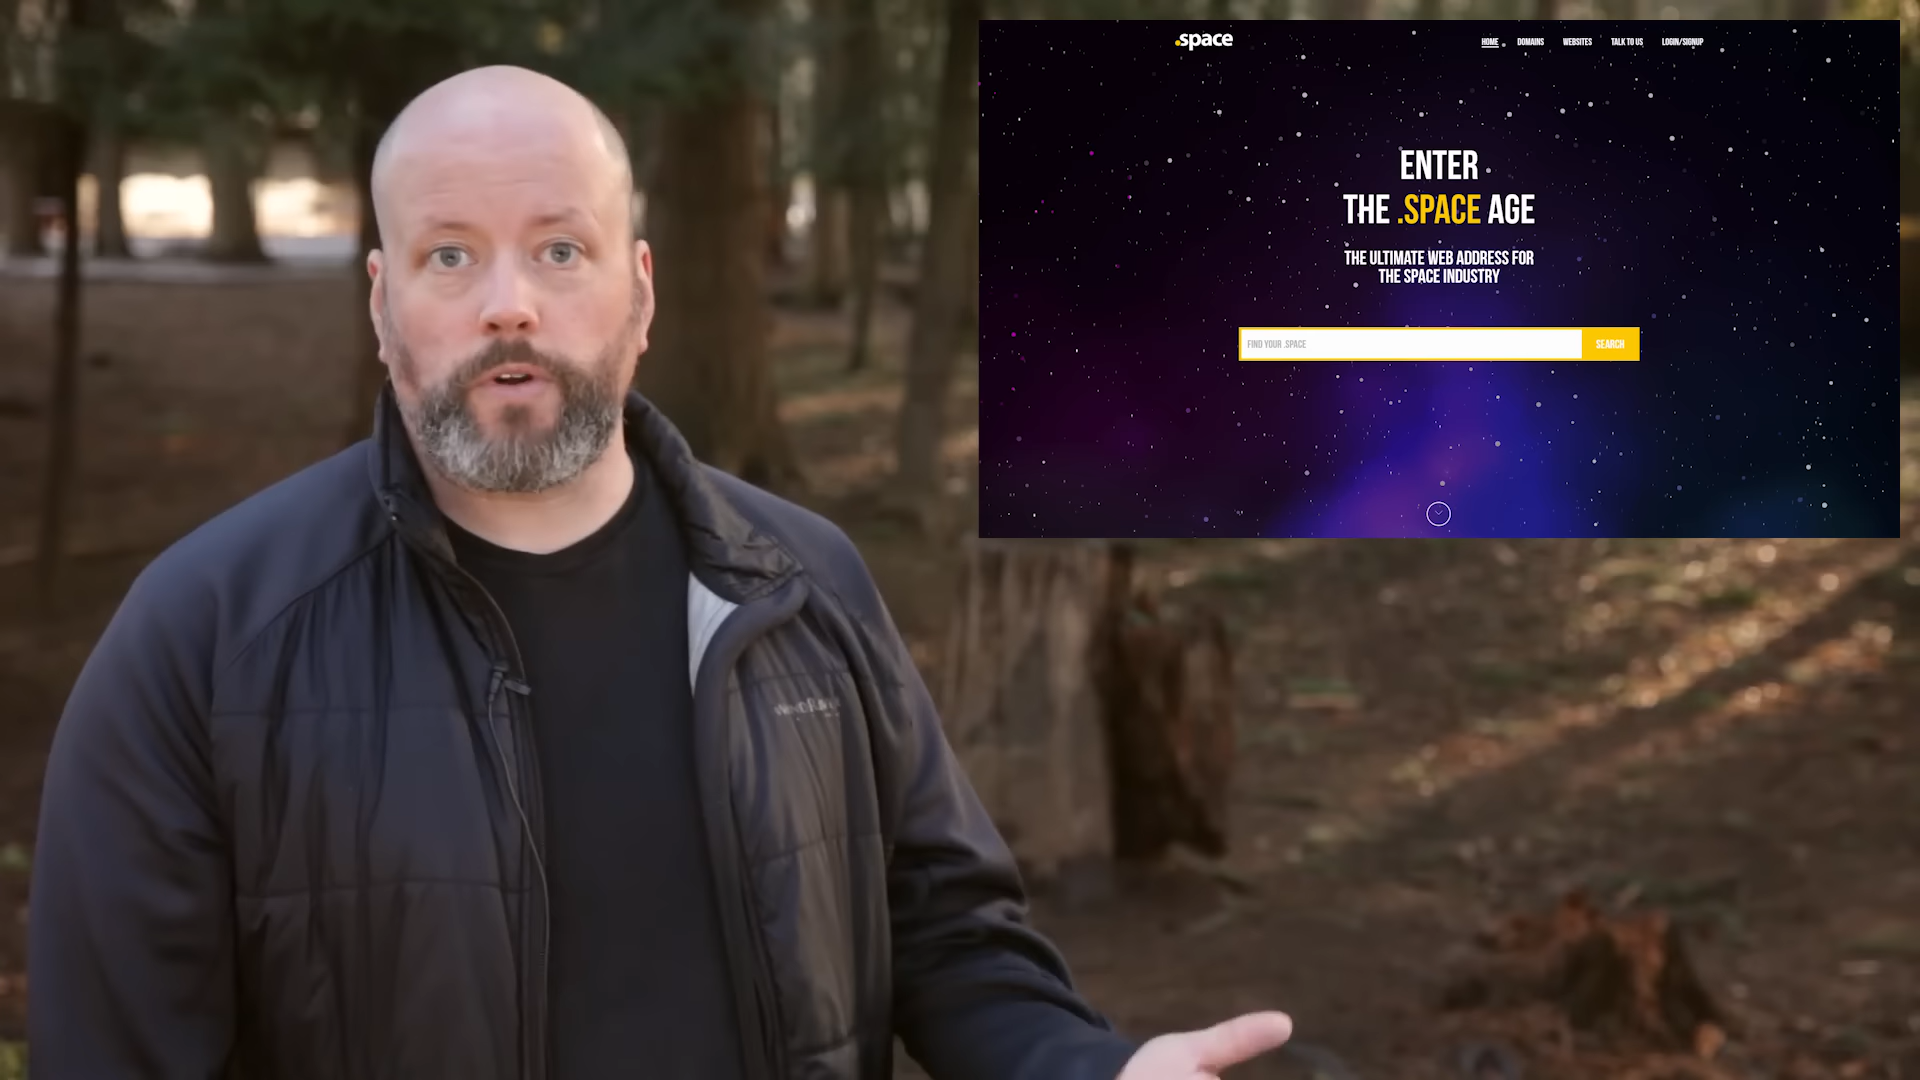 .space
HOME
DOMAINS
WEBSITES
TALK TO US
LOGIN/SIGNUP
ENTER
THE .SPACE AGE
THE ULTIMATE WEB ADDRESS FOR
THE SPACE INDUSTRY
FIND YOUR .SPACE
SEARCH